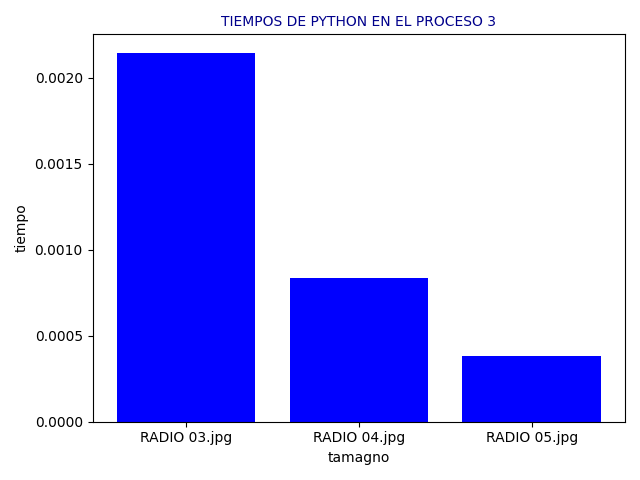 TIEMPOS DE PYTHON EN EL PROCESO 3
0.0020
0.0015
0.0010
0.0005
0.0000
tiempo
RADIO 03.jpg RADIO 04.jpg RADIO 05.jpg
tamagno